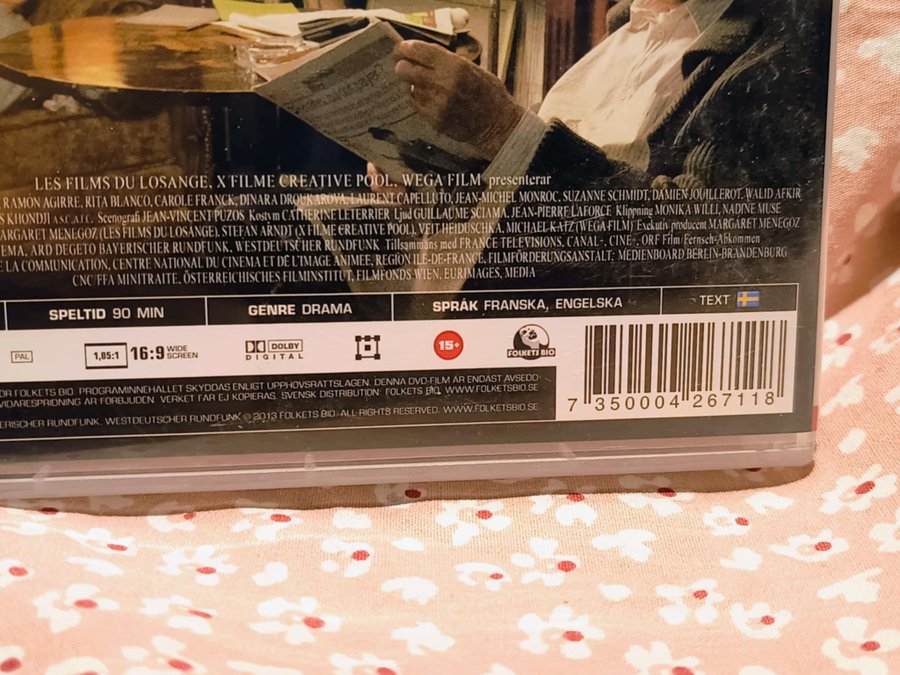 LES FILMS DU LOSANGE, X FILME CREATIVE POOL, WEGA FILM presenterar
RAMON AGIRRE, RITA BLANCO, CAROLE FRANCK, DINARA DROUKAROVA, LAURENT CAPELLUTO, JEAN-MICHEL MONROC, SUZANNE SCHMIDT, DAMIEN JOUILLEROT, WALID AFKIR
S KHONDJI A.S.C. A.F.C. Scenografi JEAN-VINCENT PUZOS Kostym CATHERINE LETERRIER Ljud GUILLAUME SCIAMA, JEAN-PIERRE LAFORCE Klippning MONIKA WILLI, NADINE MUSE
ARGARET MENEGOZ (LES FILMS DU LOSANGE), STEFAN ARNDT (X FILME CREATIVE POOL), VEIT HEIDUSCHKA, MICHAEL KATZ (WEGA FILM) Exekutiv producent MARGARET MENEGOZ
EMA, ARD DEGETO BAYERISCHER RUNDFUNK, WESTDEUTSCHER RUNDFUNK Tillsammans med FRANCE TELEVISIONS, CANAL+, CINE+, ORF Film/Fernseh-Abkommen
E LA COMMUNICATION, CENTRE NATIONAL DU CINEMA ET DE L'IMAGE ANIMEE, REGION ILE-DE-FRANCE, FILMFÖRDERUNGSANSTALT: MEDIENBOARD BERLIN-BRANDENBURG
CNC/FFA MINITRAITE, ÖSTERREICHISCHES FILMINSTITUT, FILMFONDS WIEN, EURIMAGES, MEDIA
SPELTID 90 MIN GENRE DRAMA SPRÅK FRANSKA, ENGELSKA TEXT
PAL 1,85:1 16:9 WIDE SCREEN DOLBY DIGITAL 15+ FOLKETS BIO
FOR FOLKETS BIO. PROGRAMINNEHÅLLET SKYDDAS ENLIGT UPPHOVSRÄTTSLAGEN. DENNA DVD-FILM ÄR ENDAST AVSEDD
VIDARESPRIDNING ÄR FÖRBJUDEN. VERKET FÅR EJ KOPIERAS. SVENSK DISTRIBUTION: FOLKETS BIO, WWW.FOLKETSBIO.SE
ERISCHER RUNDFUNK, WESTDEUTSCHER RUNDFUNK © 2013 FOLKETS BIO. ALL RIGHTS RESERVED. WWW.FOLKETSBIO.SE
7 350004 267118